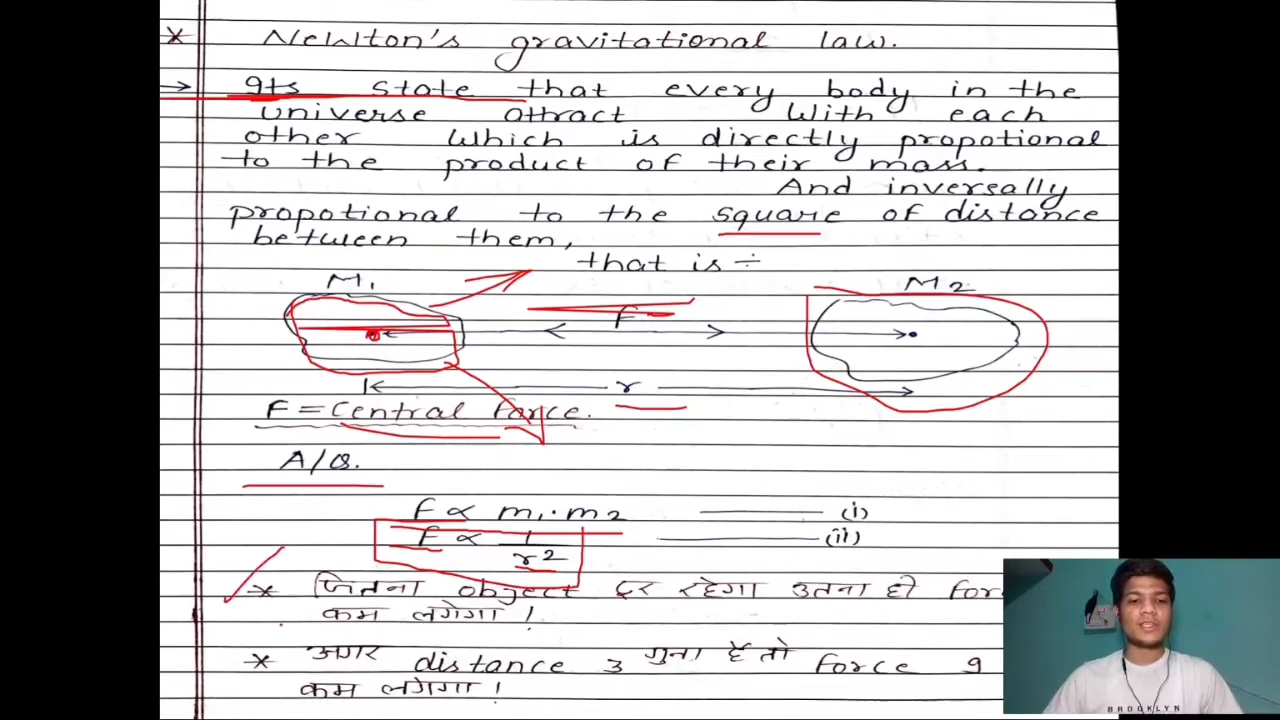 * Newton's gravitational law.
→ Its state that every body in the
universe attract With each
other Which is directly propotional
to the product of their mass.
And inversally
propotional to the square of distance
between them,
that is ÷
M₁ M₂
F
r
F = Central force.
A/Q.
F ∝ m₁·m₂ (i)
F ∝ 1/r² (ii)
* जितना object दूर रहेगा उतना ही for
कम लगेगा!
* अगर distance 3 गुना हैं तो force 9
कम लगेगा!
BROOKLYN